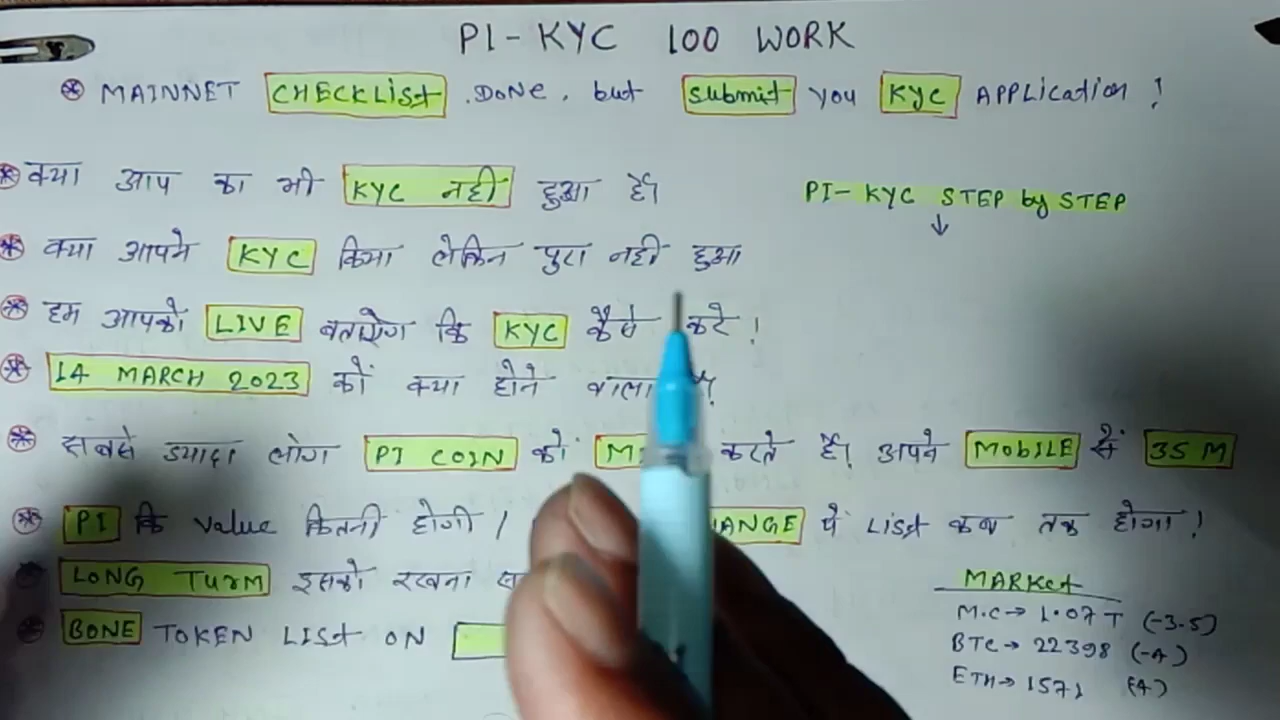 PI-KYC 100 WORK
MAINNET CHECKLIST .DONE, but submit you KYC APPLICATION !
क्या आप का भी KYC नही हुआ है।
PI-KYC STEP by STEP
क्या आपने KYC किया लेकिन पुरा नही हुआ
हम आपको LIVE बताऐंग कि KYC कैसे करे !
14 MARCH 2023 को क्या होने वाला
सबसे ज्यादा लोग PI COIN को करते है। अपने MOBILE से 35 M
PI कि value कितनी होगी / पे LISt कब तक होगा !
LONG TURM इसको रखना
BONE TOKEN LISt ON
MARKet
M.C→ 1.07 T (-3.5)
BTC→ 22398 (-4)
ETH→ 1571 (4)